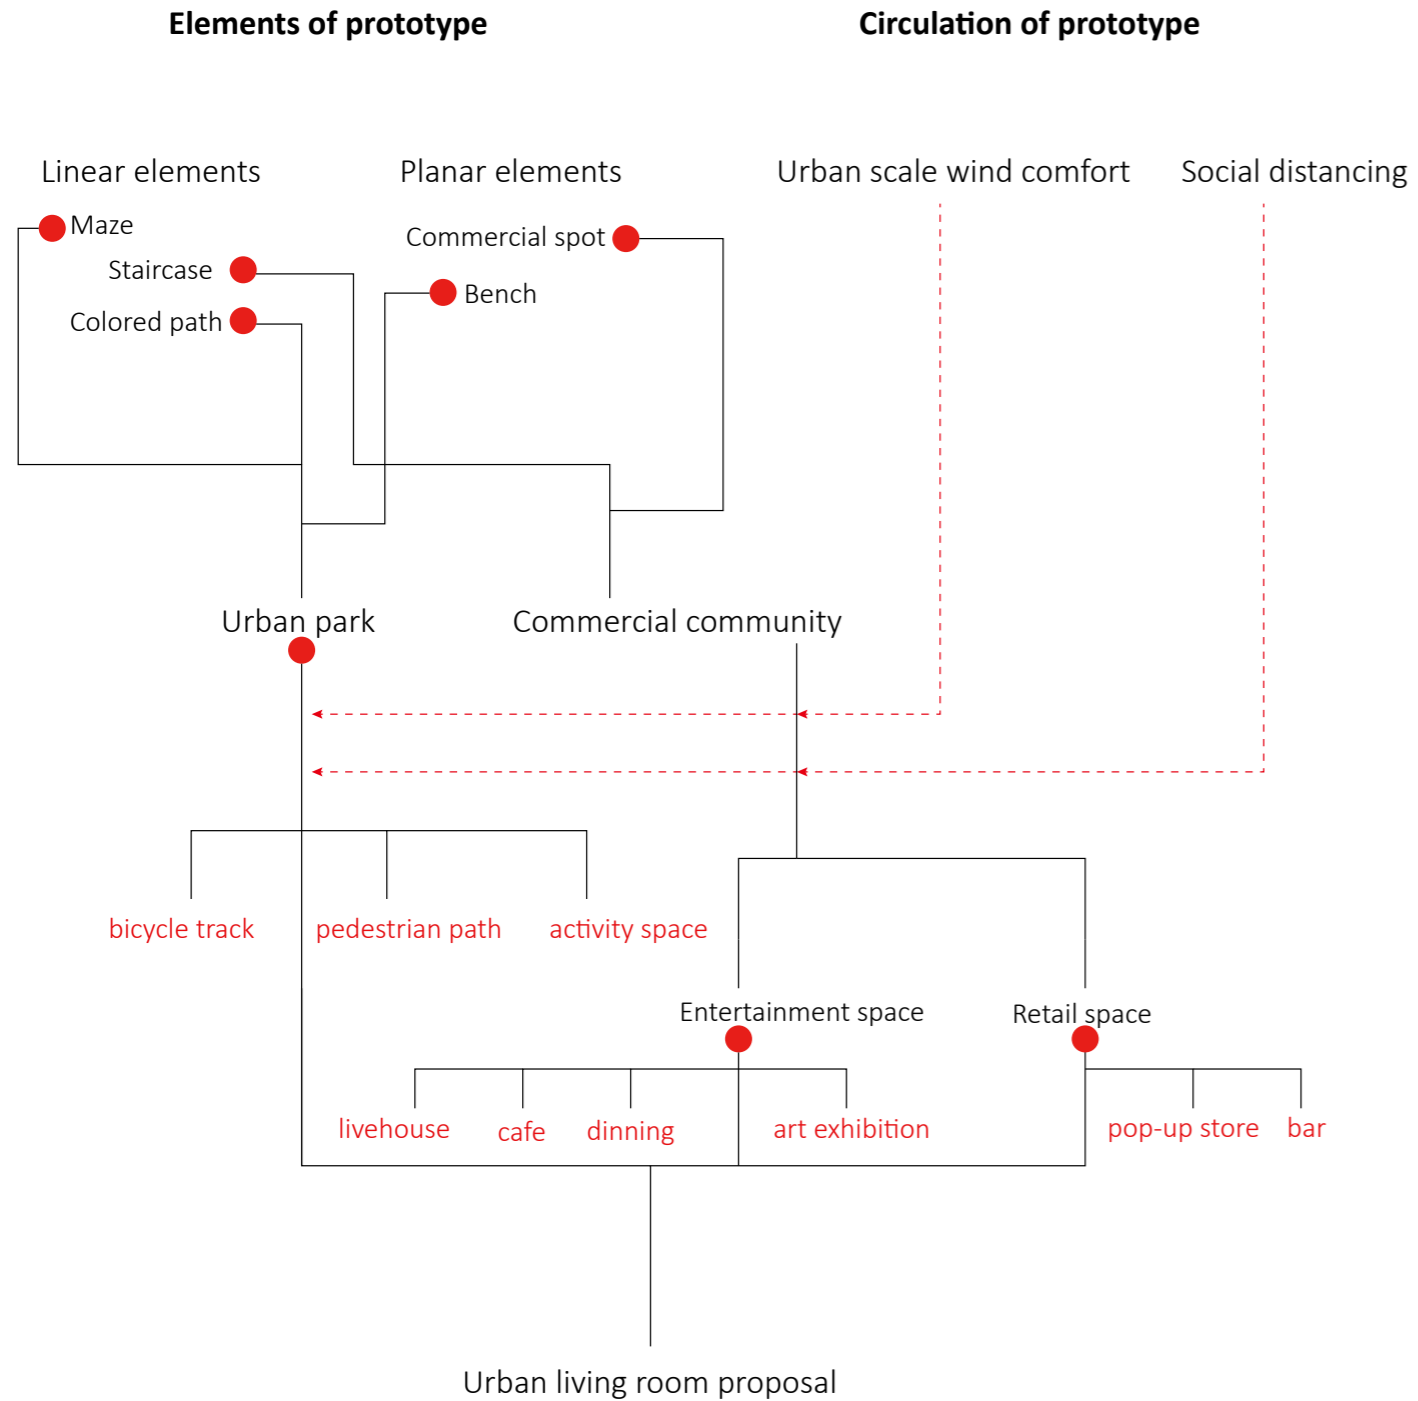 Elements of prototype
Circulation of prototype
Linear elements
Planar elements
Urban scale wind comfort
Social distancing
Maze
Staircase
Colored path
Commercial spot
Bench
Urban park
Commercial community
bicycle track
pedestrian path
activity space
Entertainment space
Retail space
livehouse
cafe
dinning
art exhibition
pop-up store
bar
Urban living room proposal